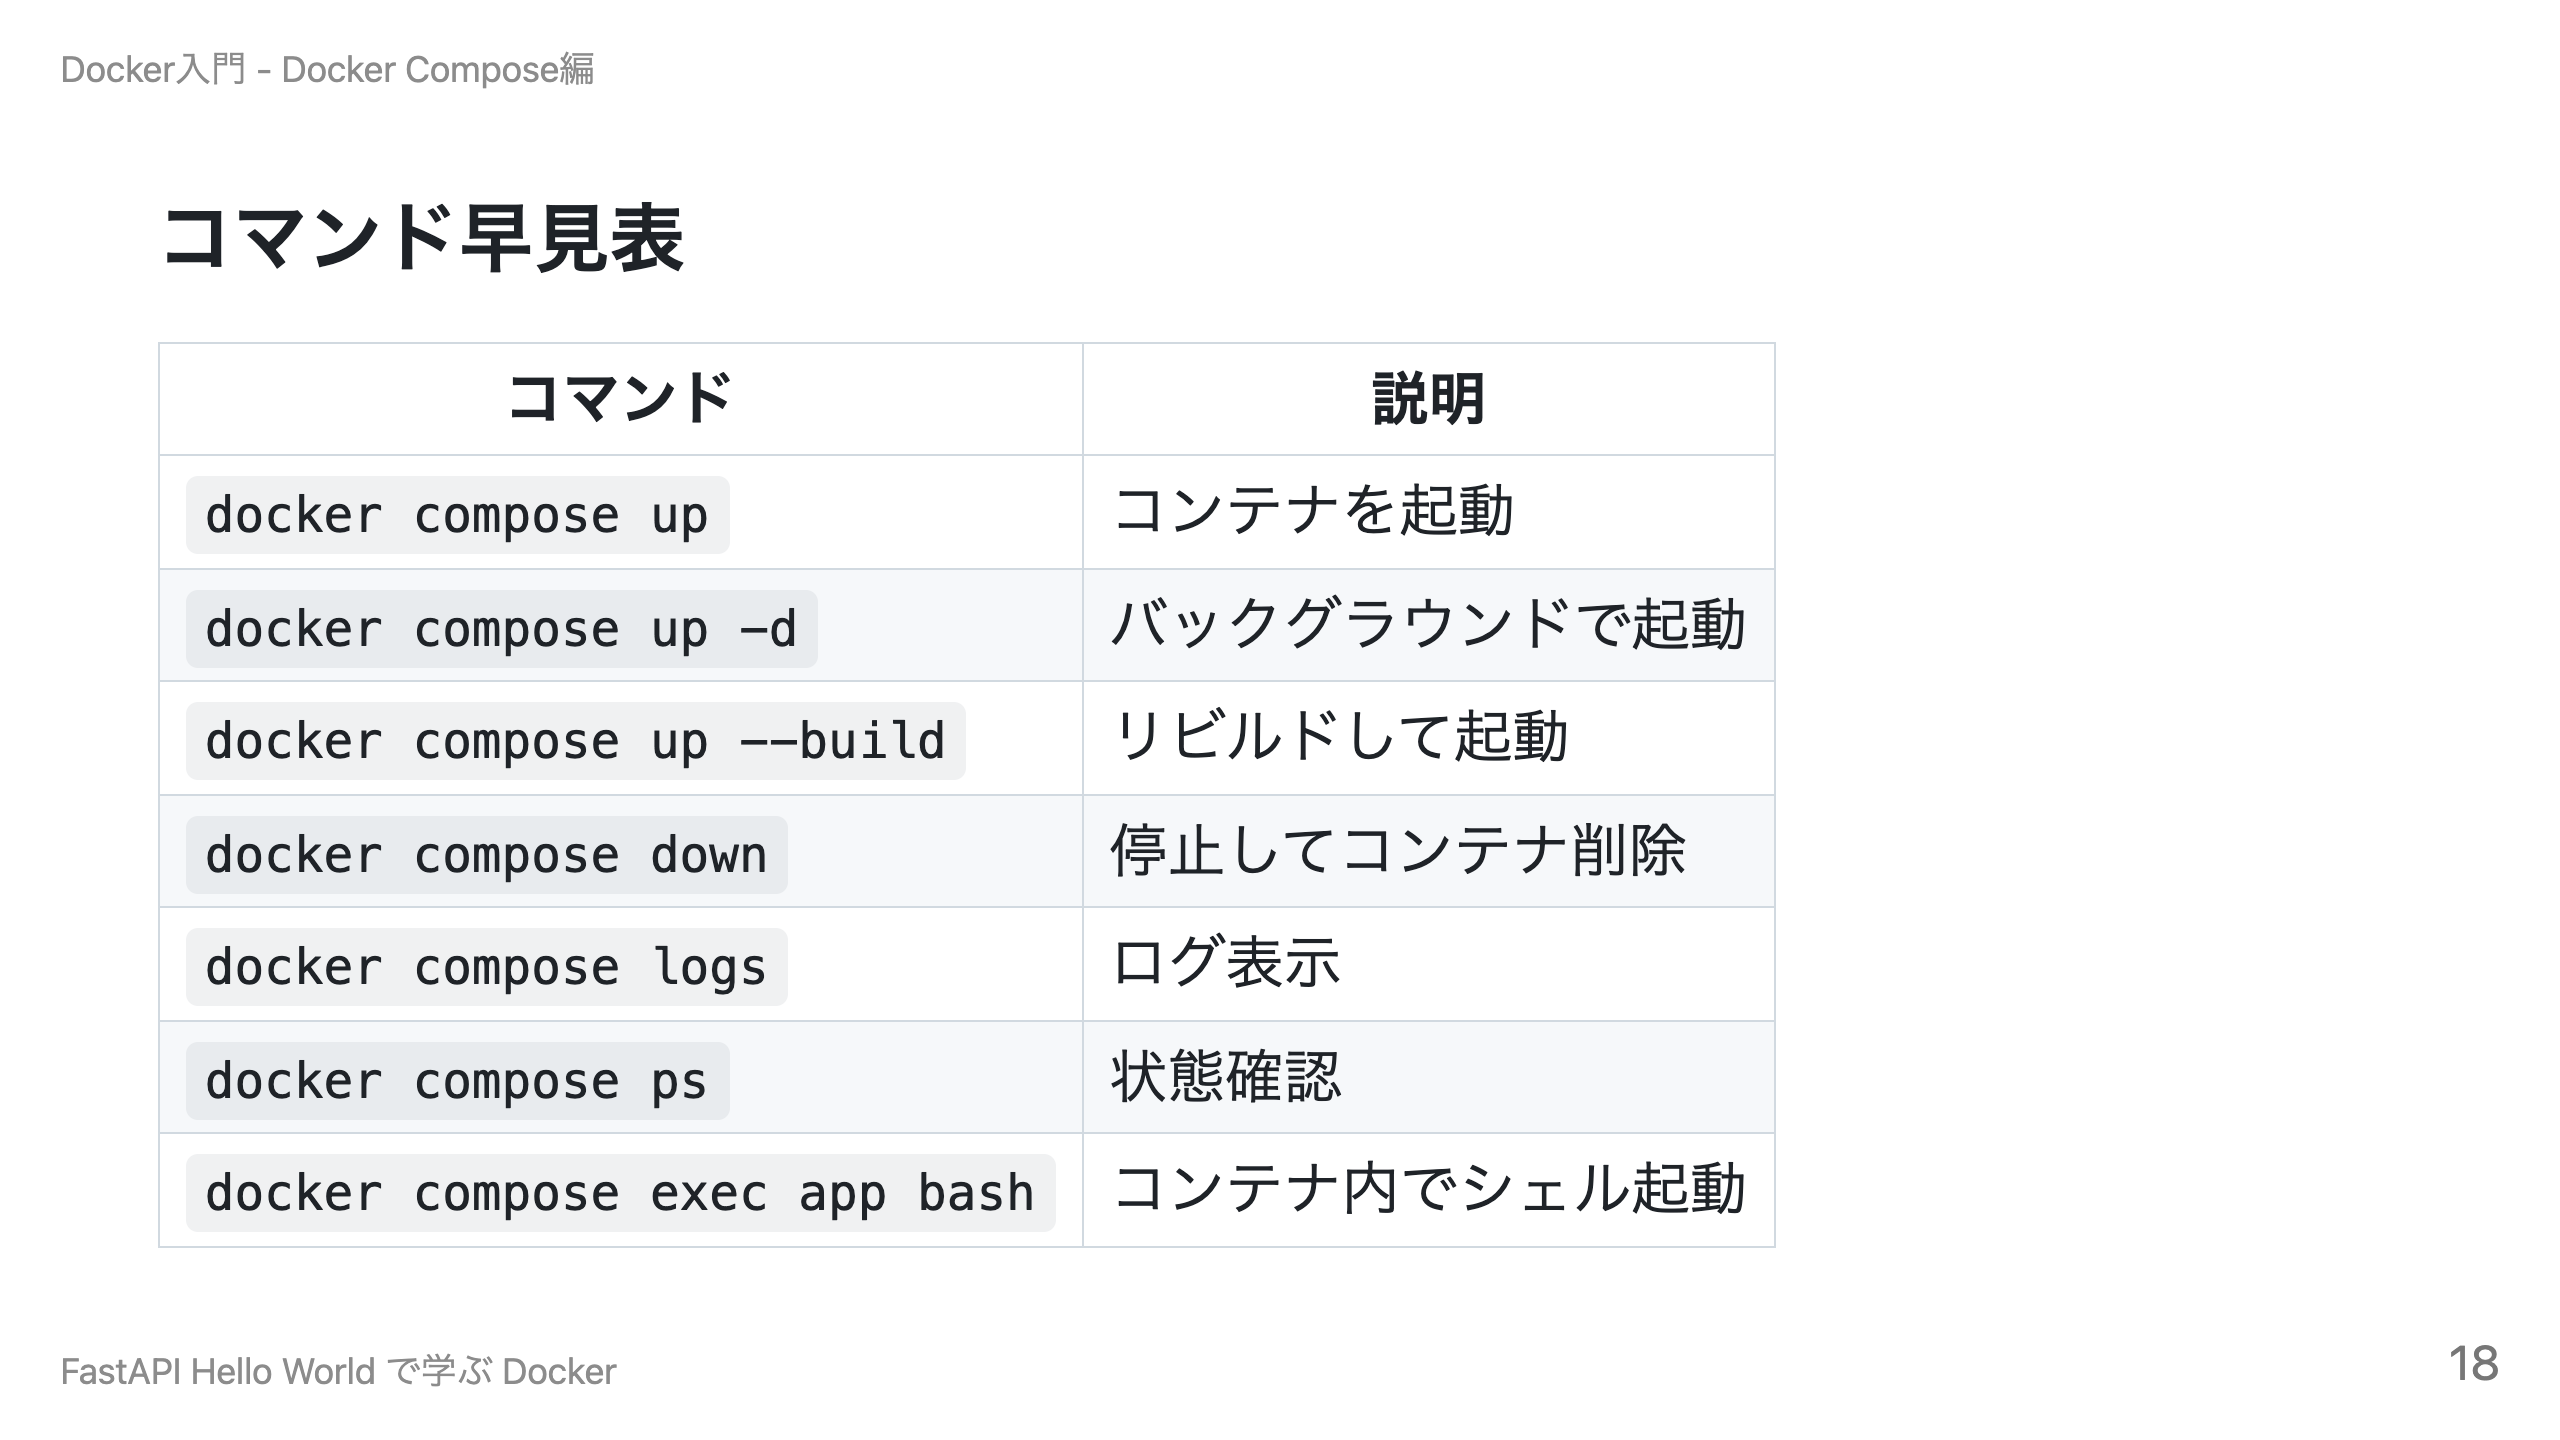 Docker入門 - Docker Compose編
コマンド早見表
コマンド 説明
docker compose up コンテナを起動
docker compose up -d バックグラウンドで起動
docker compose up --build リビルドして起動
docker compose down 停止してコンテナ削除
docker compose logs ログ表示
docker compose ps 状態確認
docker compose exec app bash コンテナ内でシェル起動
FastAPI Hello World で学ぶ Docker
18